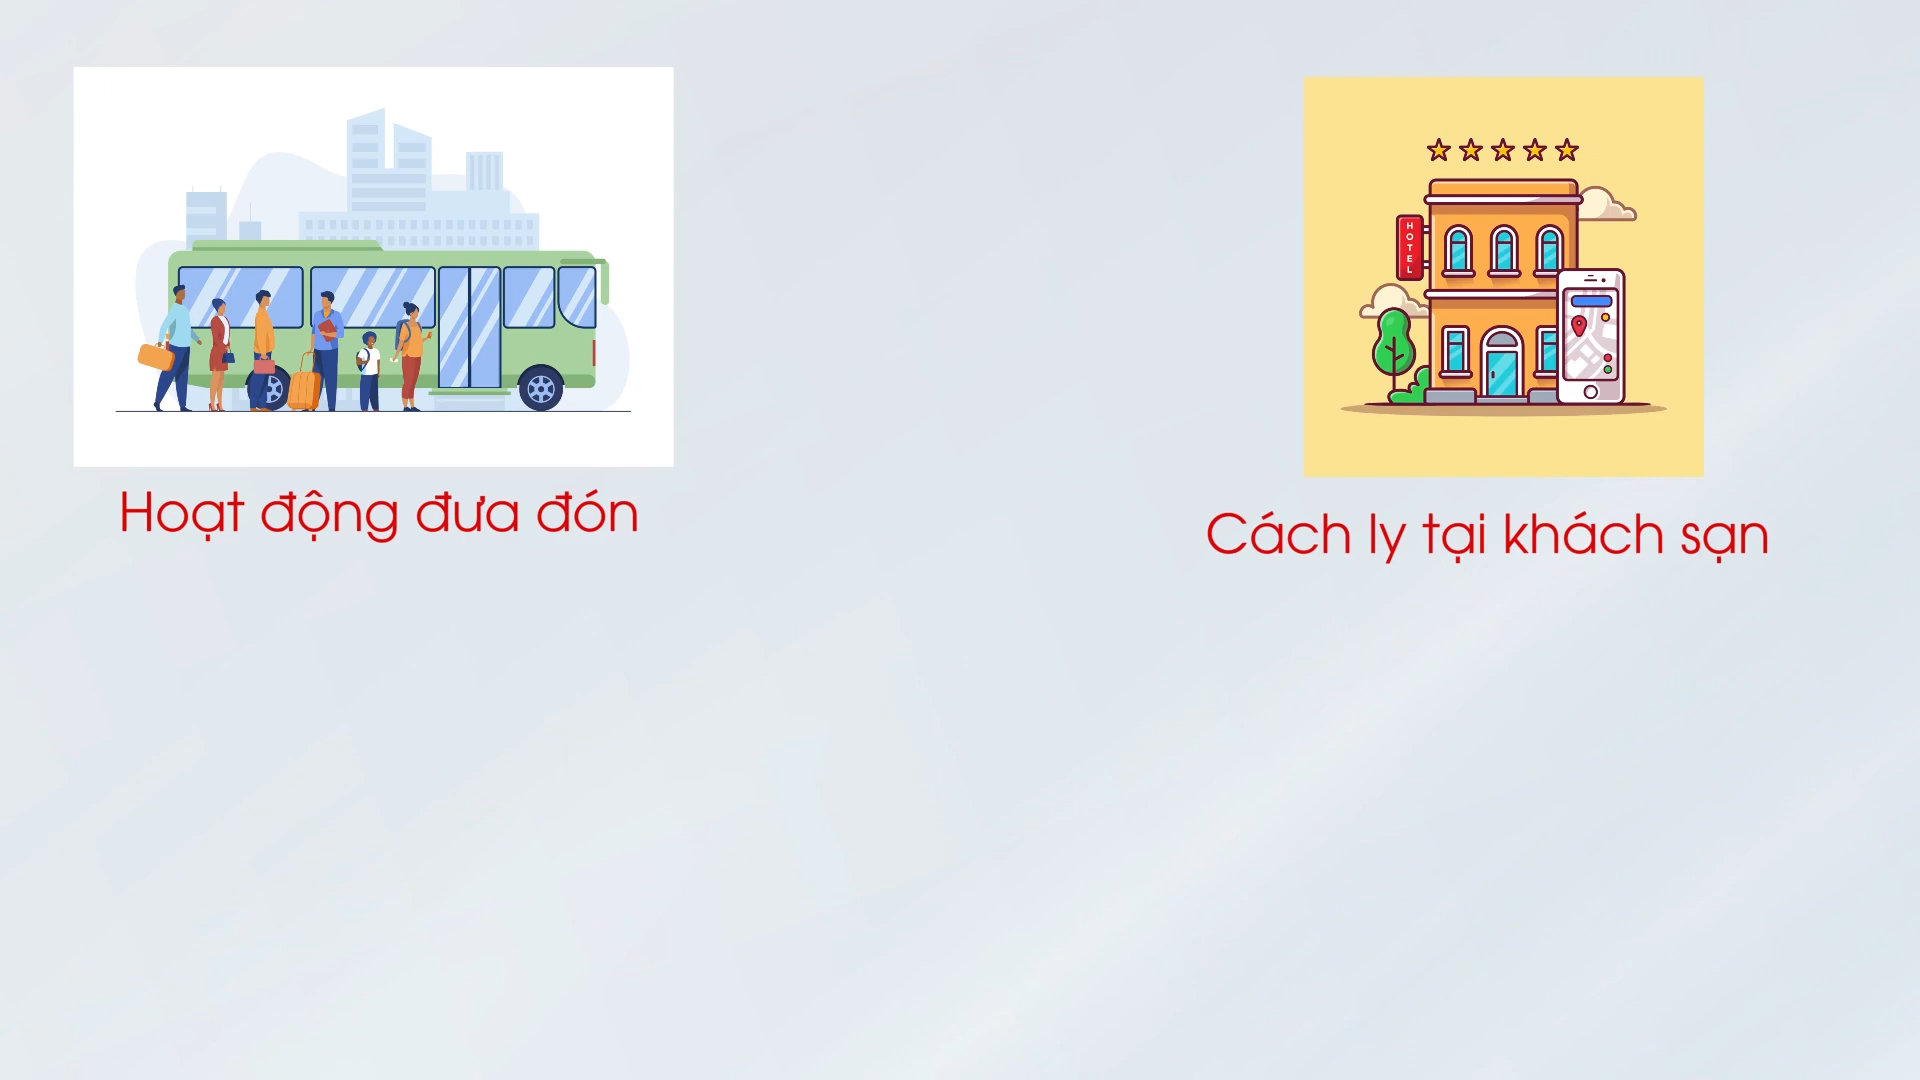 HOTEL
Hoạt động đưa đón
Cách ly tại khách sạn